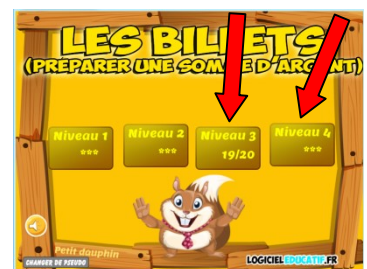 LES BILLETS
(PRÉPARER UNE SOMME D'ARGENT)
Niveau 1
***
Niveau 2
***
Niveau 3
19/20
Niveau 4
***
Petit dauphin
CHANGER DE PSEUDO
LOGICIELEDUCATIF.FR